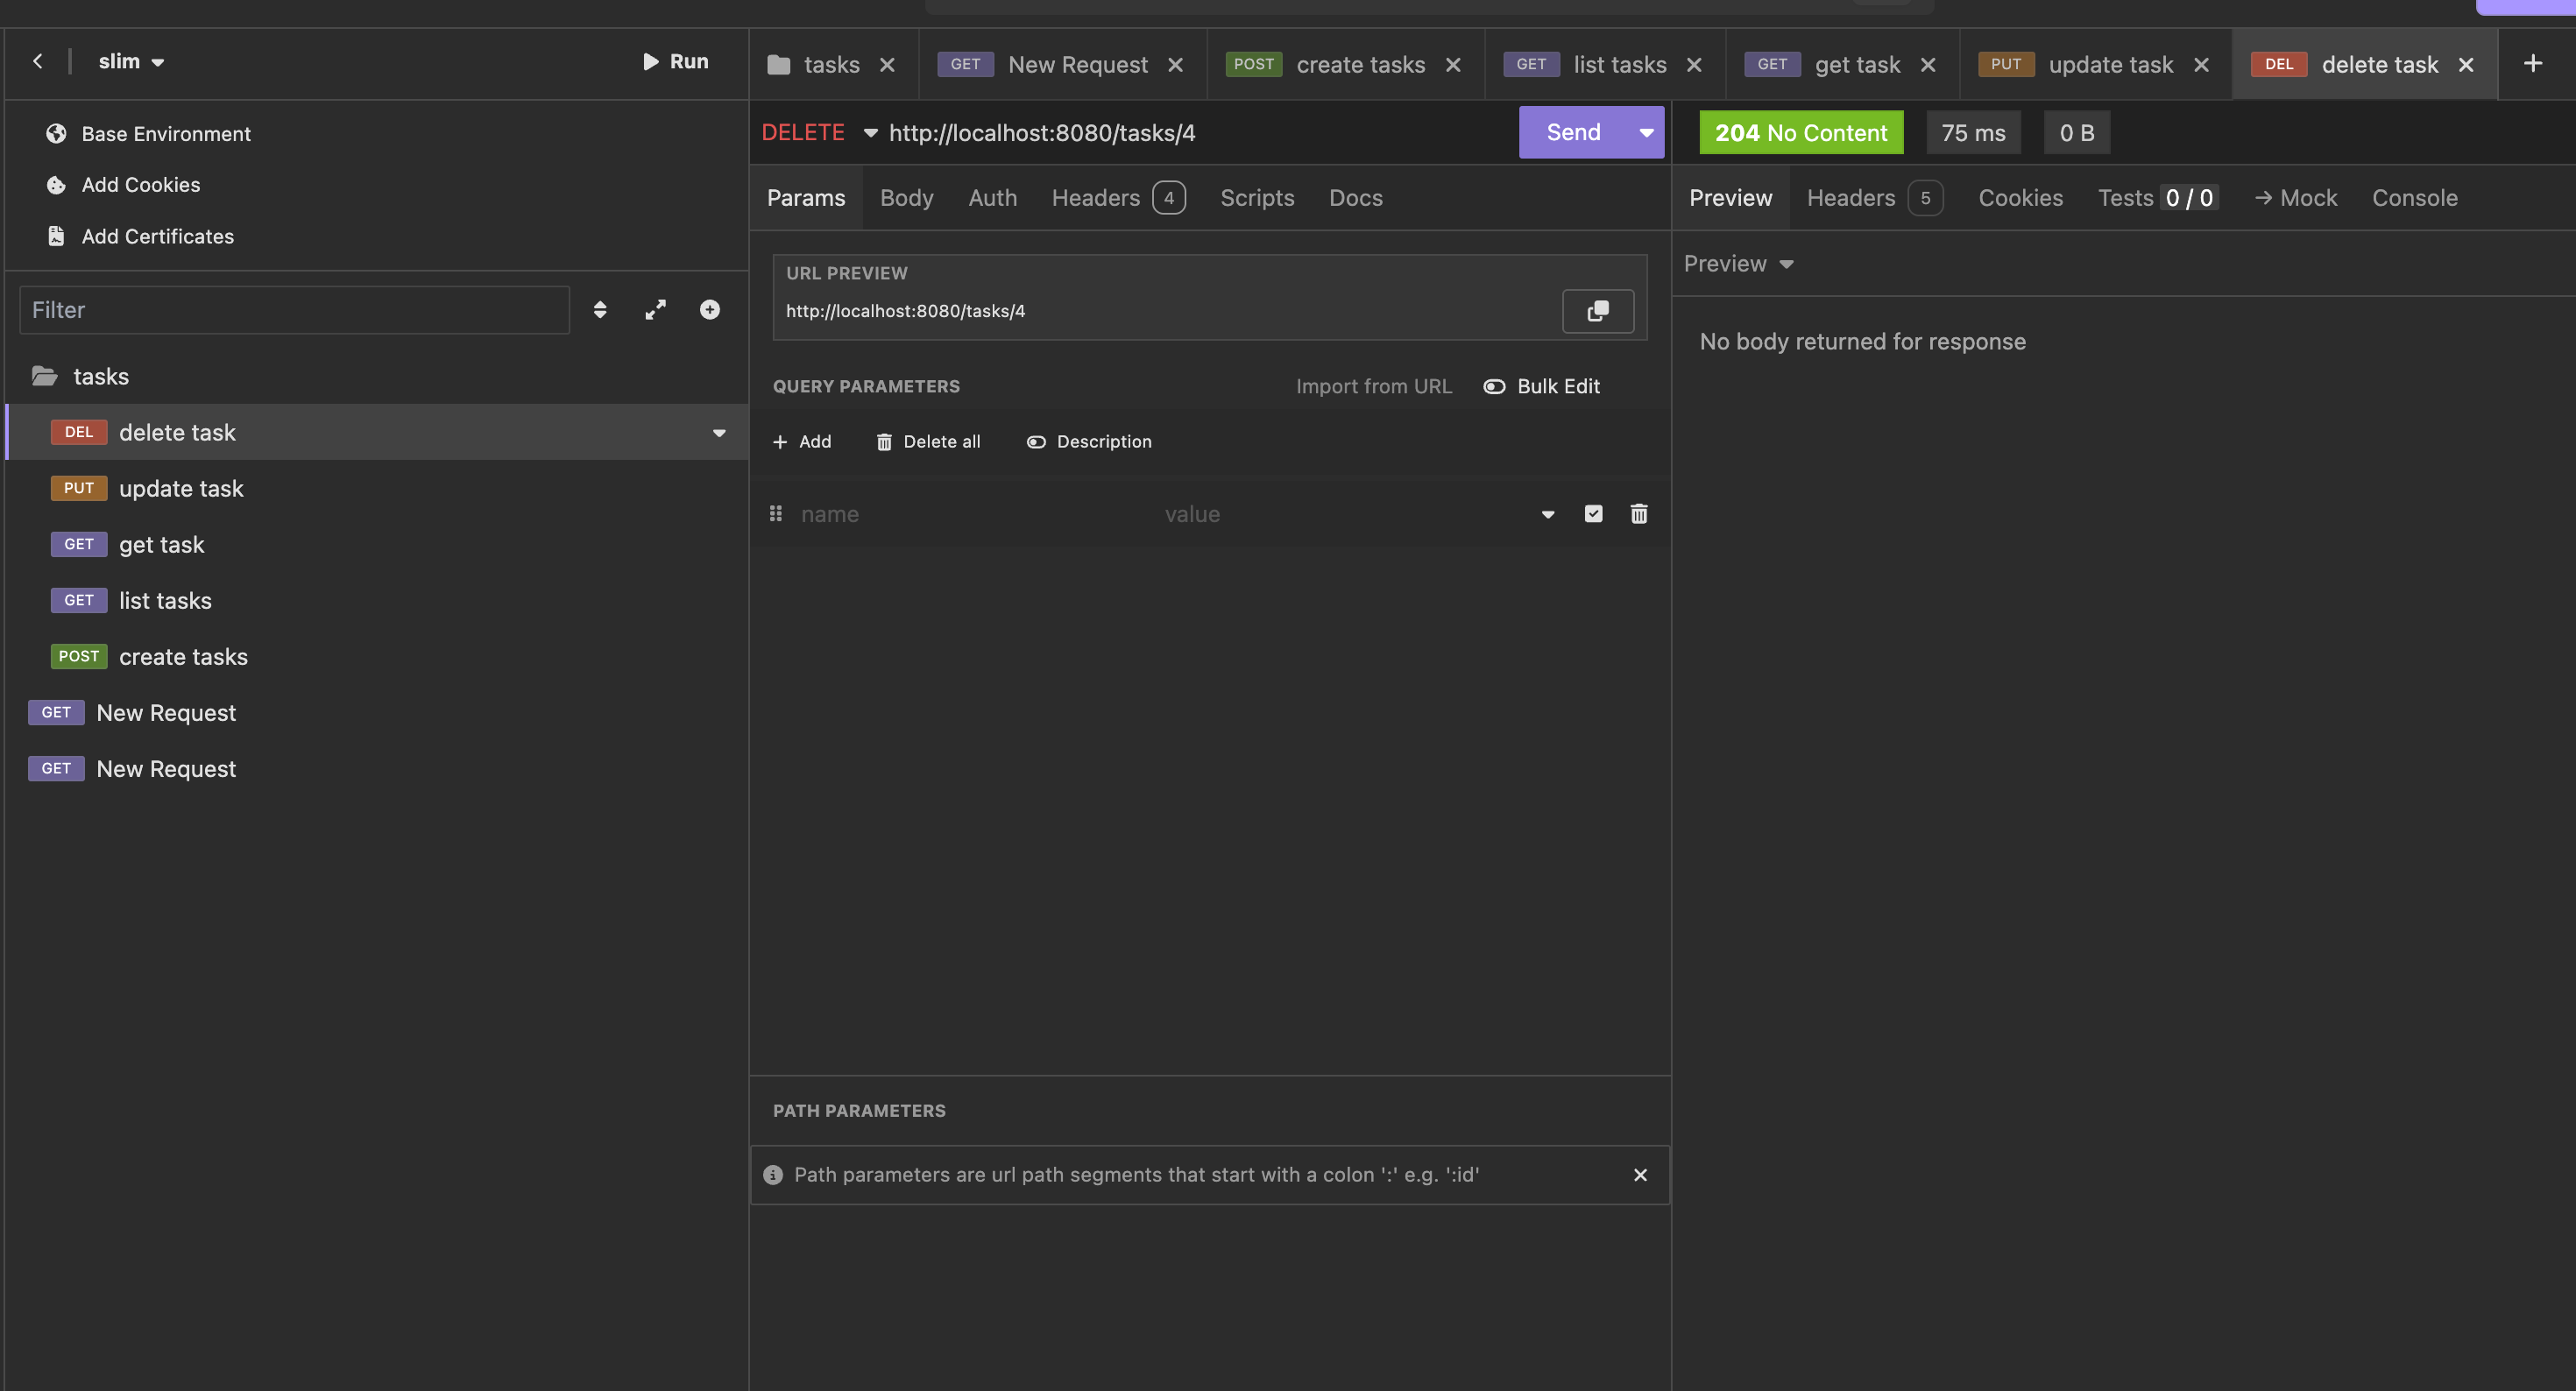 slim
Run
Base Environment
Add Cookies
Add Certificates
Filter
tasks
DEL delete task
PUT update task
GET get task
GET list tasks
POST create tasks
GET New Request
GET New Request
tasks
GET New Request
POST create tasks
GET list tasks
GET get task
PUT update task
DEL delete task
DELETE http://localhost:8080/tasks/4
Send
Params Body Auth Headers 4 Scripts Docs
URL PREVIEW
http://localhost:8080/tasks/4
QUERY PARAMETERS Import from URL Bulk Edit
Add Delete all Description
name value
PATH PARAMETERS
Path parameters are url path segments that start with a colon ':' e.g. ':id'
204 No Content 75 ms 0 B
Preview Headers 5 Cookies Tests 0 / 0 → Mock Console
Preview
No body returned for response